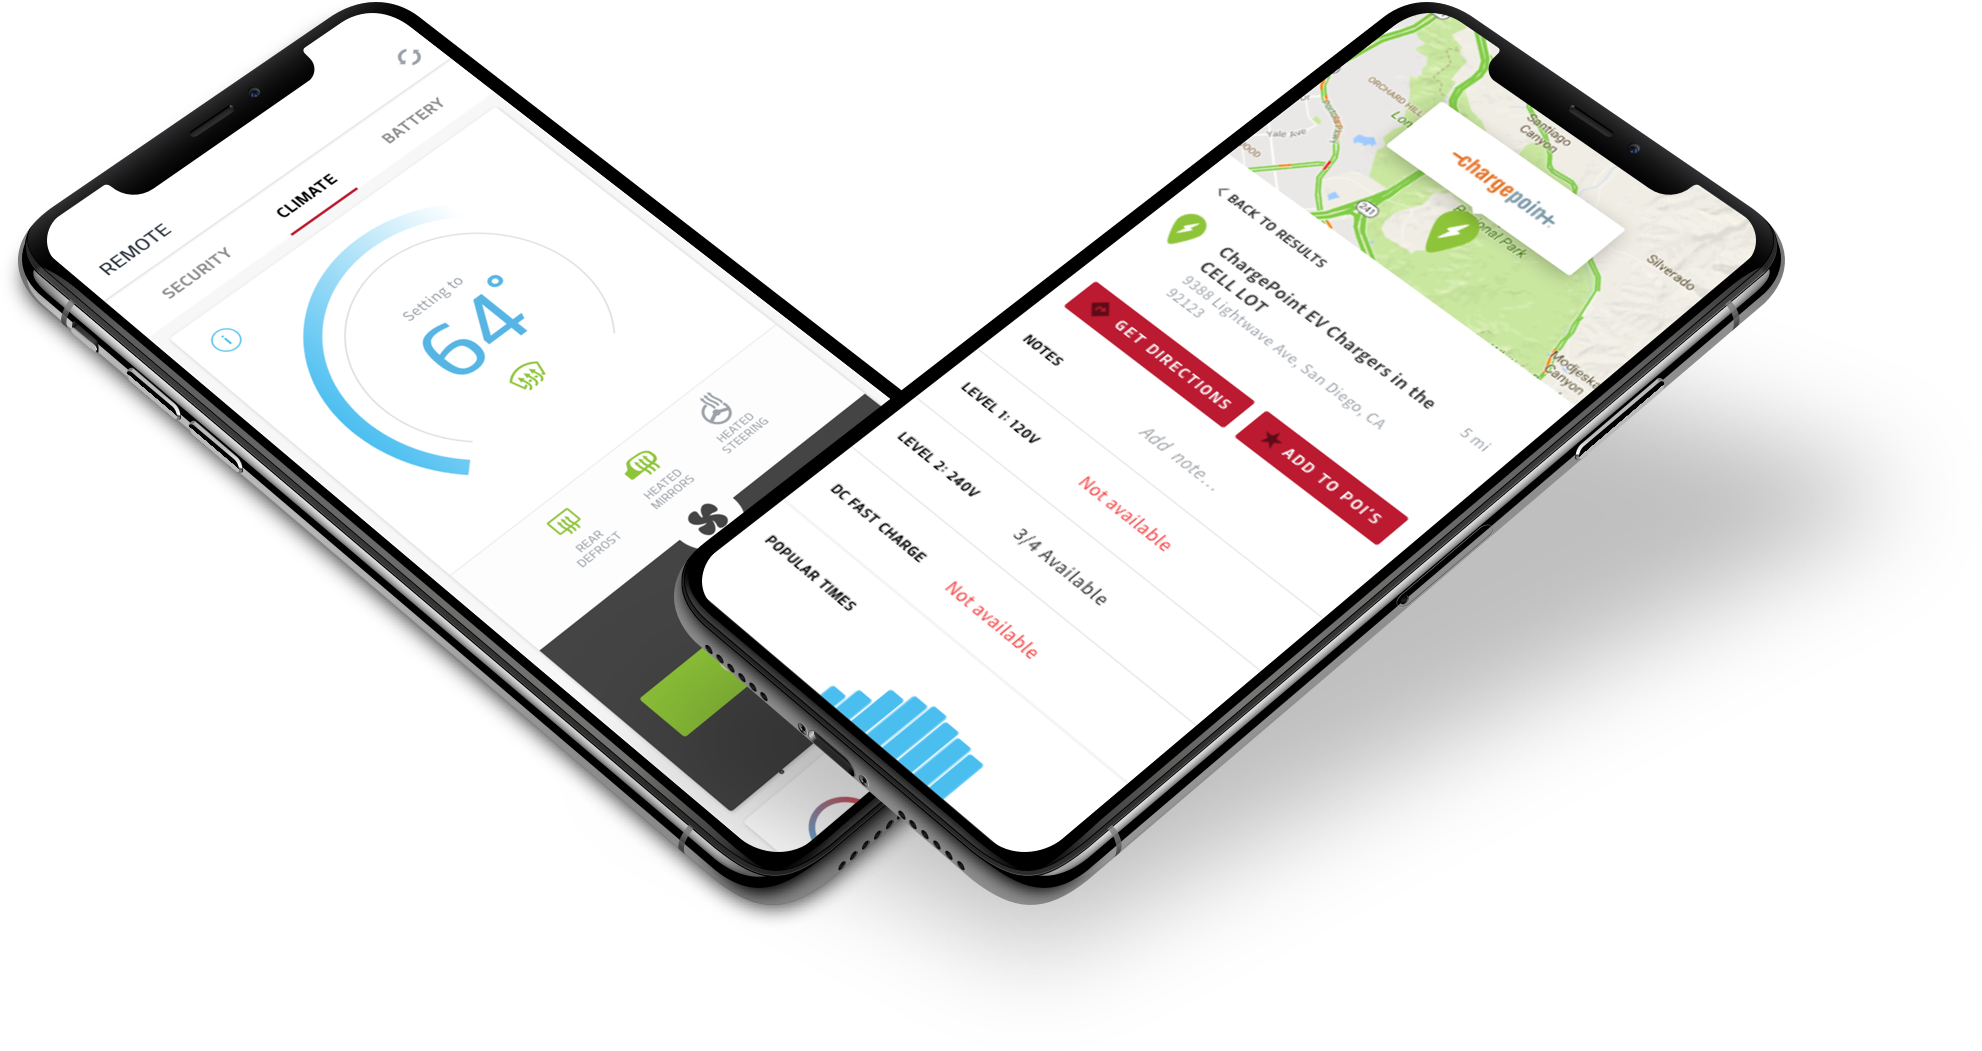 REMOTE
SECURITY
CLIMATE
BATTERY
Setting to
64°
REAR
DEFROST
HEATED
MIRRORS
HEATED
STEERING
ORCHARD HILL
Yale Ave
Santiago
Canyon
-chargepoin+.
241
Silverado
Modjeska
Canyon
BACK TO RESULTS
ChargePoint EV Chargers in the
CELL LOT
9388 Lightwave Ave, San Diego, CA
92123
5 mi
GET DIRECTIONS
ADD TO POI'S
NOTES
Add note...
LEVEL 1: 120V
Not available
LEVEL 2: 240V
3/4 Available
DC FAST CHARGE
Not available
POPULAR TIMES